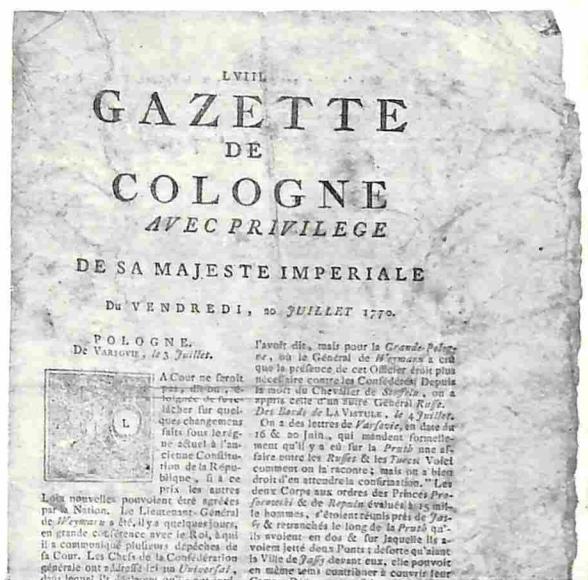 LVIII.
GAZETTE
DE
COLOGNE
AVEC PRIVILEGE
DE SA MAJESTE IMPERIALE
Du VENDREDI, 20 JUILLET 1770.
POLOGNE.
De VARSOVIE, le 3 Juillet.
LA Cour ne seroit
pas, dit-on, é-
loignée de
lâcher sur quel-
ques changemens
faits sous le rég-
ne actuel à l'an-
cienne Constitu-
tion de la Répu-
blique, si à ce
prix les autres
Loix nouvelles pouvoient être agréées
par la Nation. Le Lieutenant-Général
de Weymarn a été, il y a quelques jours,
en grande conférence avec le Roi, à qui
il a communiqué plusieurs dépêches de
sa Cour. Les Chefs de la Confédération
générale ont addressé ici un Universal,
l'avoit dit, mais pour la Grande-Polog-
ne, où le Général de Weymarn a cru
que la présence de cet Officier étoit plus
nécessaire contre les Confédérés. Depuis
la mort du Chevalier de Stoffeln, on a
appris celle d'un autre Général Russe.
Des Bords de LA VISTULE, le 4 Juillet.
On a des lettres de Varsovie, en date du
16 & 20 Juin, qui mandent formelle-
ment qu'il y a eû sur la Pruth une af-
faire entre les Russes & les Turcs. Voici
comment on la raconte; mais on a bien
droit d'en attendre la confirmation. "Les
deux Corps aux ordres des Princes Pro-
sorowski & de Repnin évalués à 15 mil-
le hommes, s'étoient réunis près de Jas-
sy & retranchés le long de la Pruth qu'-
ils avoient en dos & sur laquelle ils a-
voient jetté deux Ponts; desorte qu'aiant
la Ville de Jassy devant eux, elle pouvoit
en même tems contribuer à couvrir leur